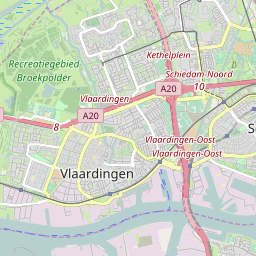 Kethelplein
Recreatiegebied
Broekpolder
Schiedam-Noord
A20
10
Vlaardingen
A20
8
S
Vlaardingen-Oost
Vlaardingen-Oost
Vlaardingen